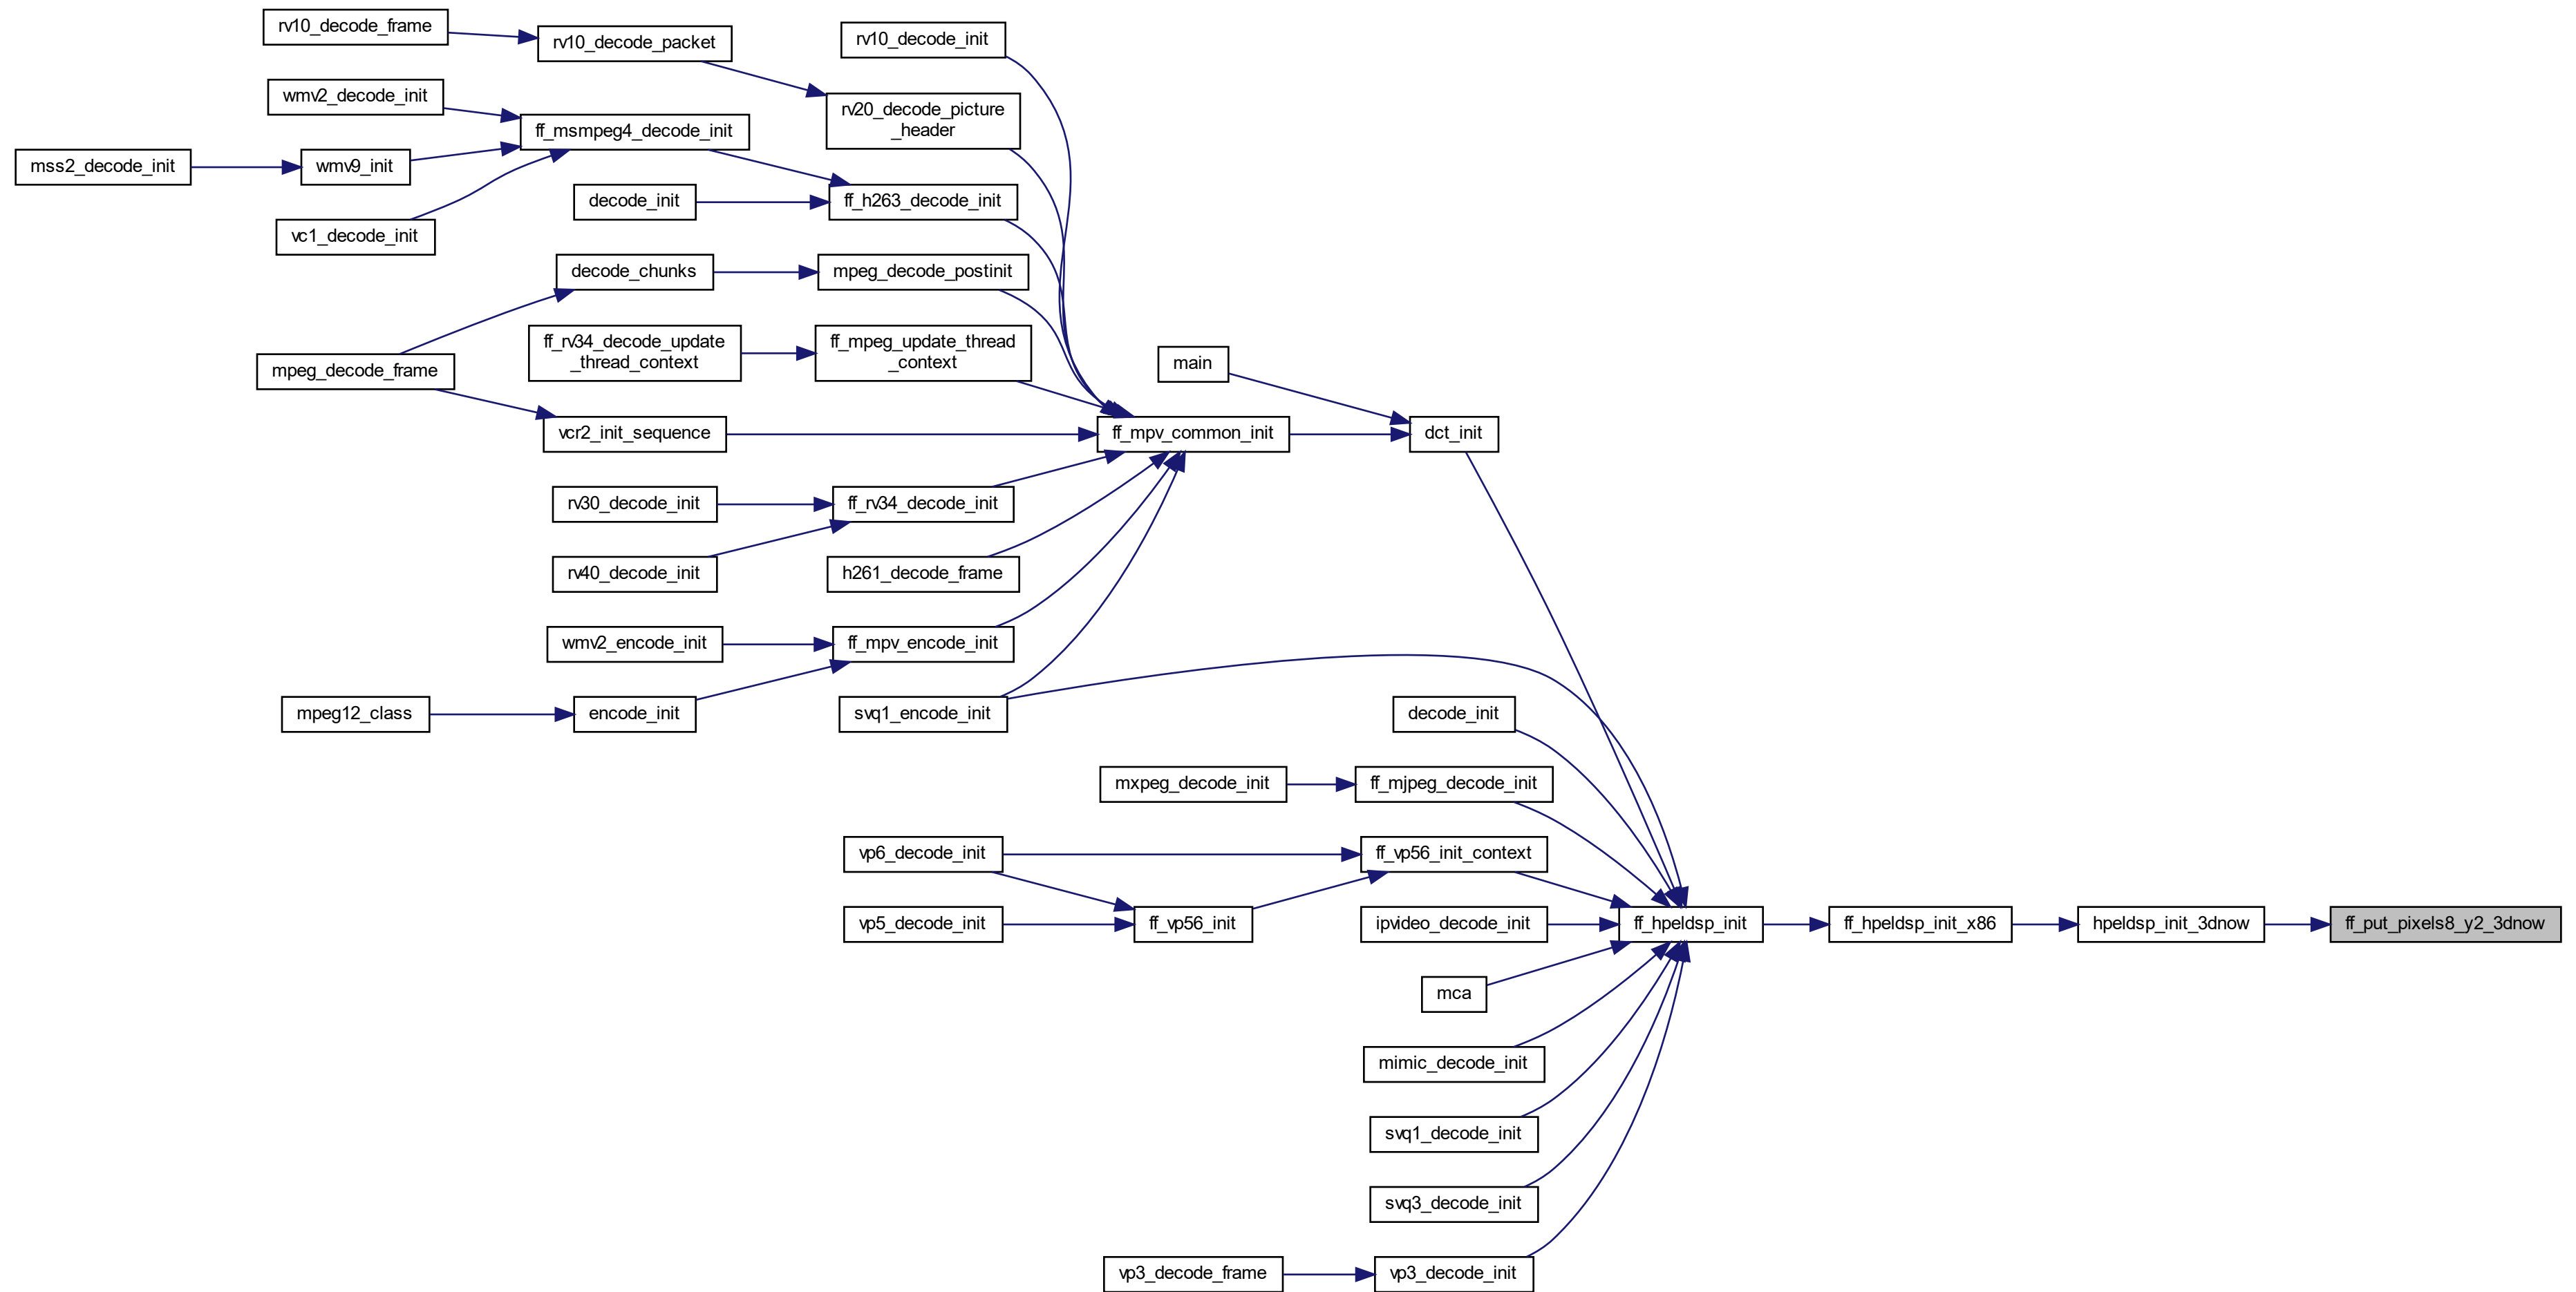 rv10_decode_frame
rv10_decode_packet
rv10_decode_init
wmv2_decode_init
rv20_decode_picture
_header
ff_msmpeg4_decode_init
mss2_decode_init
wmv9_init
decode_init
ff_h263_decode_init
vc1_decode_init
decode_chunks
mpeg_decode_postinit
ff_rv34_decode_update
_thread_context
ff_mpeg_update_thread
_context
main
mpeg_decode_frame
vcr2_init_sequence
ff_mpv_common_init
dct_init
rv30_decode_init
ff_rv34_decode_init
rv40_decode_init
h261_decode_frame
wmv2_encode_init
ff_mpv_encode_init
mpeg12_class
encode_init
svq1_encode_init
decode_init
mxpeg_decode_init
ff_mjpeg_decode_init
vp6_decode_init
ff_vp56_init_context
vp5_decode_init
ff_vp56_init
ipvideo_decode_init
ff_hpeldsp_init
ff_hpeldsp_init_x86
hpeldsp_init_3dnow
ff_put_pixels8_y2_3dnow
mca
mimic_decode_init
svq1_decode_init
svq3_decode_init
vp3_decode_frame
vp3_decode_init